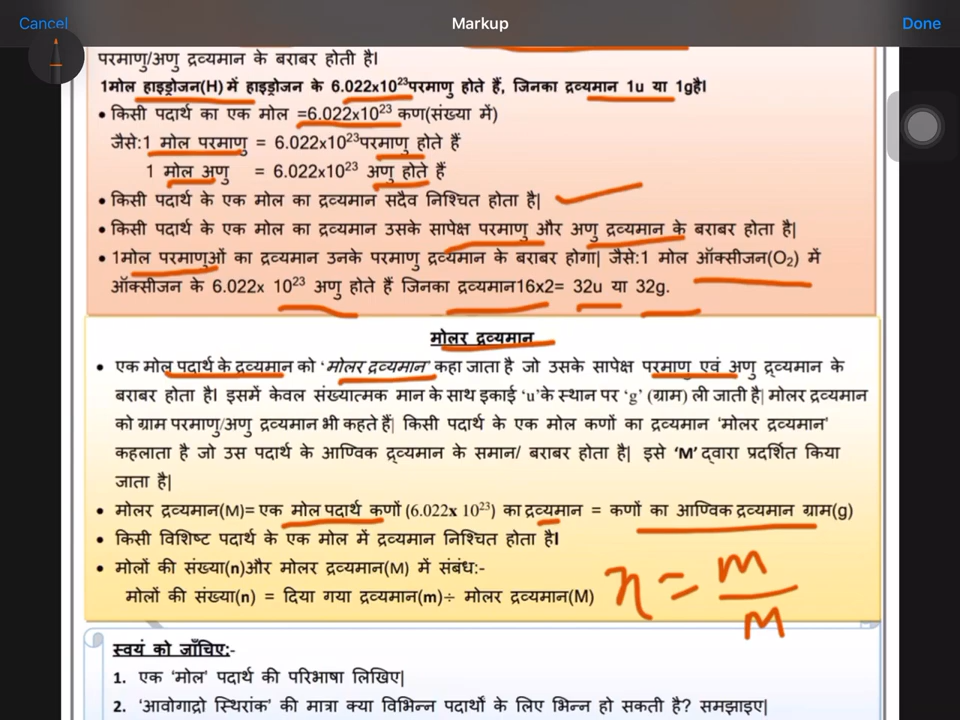 Cancel Markup Done
परमाणु/अणु द्रव्यमान के बराबर होती है।
1मोल हाइड्रोजन(H) में हाइड्रोजन के 6.022x10²³परमाणु होते हैं, जिनका द्रव्यमान 1u या 1gहै।
• किसी पदार्थ का एक मोल =6.022x10²³ कण(संख्या में)
जैसे:1 मोल परमाणु = 6.022x10²³परमाणु होते हैं
1 मोल अणु = 6.022x10²³ अणु होते हैं
• किसी पदार्थ के एक मोल का द्रव्यमान सदैव निश्चित होता है|
• किसी पदार्थ के एक मोल का द्रव्यमान उसके सापेक्ष परमाणु और अणु द्रव्यमान के बराबर होता है|
• 1मोल परमाणुओं का द्रव्यमान उनके परमाणु द्रव्यमान के बराबर होगा| जैसे:1 मोल ऑक्सीजन(O₂) में
ऑक्सीजन के 6.022x 10²³ अणु होते हैं जिनका द्रव्यमान16x2= 32u या 32g.
मोलर द्रव्यमान
• एक मोल पदार्थ के द्रव्यमान को 'मोलर द्रव्यमान' कहा जाता है जो उसके सापेक्ष परमाणु एवं अणु द्रव्यमान के
बराबर होता है। इसमें केवल संख्यात्मक मान के साथ इकाई 'u'के स्थान पर 'g' (ग्राम) ली जाती है| मोलर द्रव्यमान
को ग्राम परमाणु/अणु द्रव्यमान भी कहते हैं| किसी पदार्थ के एक मोल कणों का द्रव्यमान 'मोलर द्रव्यमान'
कहलाता है जो उस पदार्थ के आण्विक द्रव्यमान के समान/ बराबर होता है| इसे 'M' द्वारा प्रदर्शित किया
जाता है|
• मोलर द्रव्यमान(M)= एक मोल पदार्थ कणों (6.022x 10²³) का द्रव्यमान = कणों का आण्विक द्रव्यमान ग्राम(g)
• किसी विशिष्ट पदार्थ के एक मोल में द्रव्यमान निश्चित होता है।
• मोलों की संख्या(n)और मोलर द्रव्यमान(M) में संबंध:-
मोलों की संख्या(n) = दिया गया द्रव्यमान(m)÷ मोलर द्रव्यमान(M)
n = m/M
स्वयं को जाँचिए:-
1. एक 'मोल' पदार्थ की परिभाषा लिखिए|
2. 'आवोगाद्रो स्थिरांक' की मात्रा क्या विभिन्न पदार्थों के लिए भिन्न हो सकती है? समझाइए|